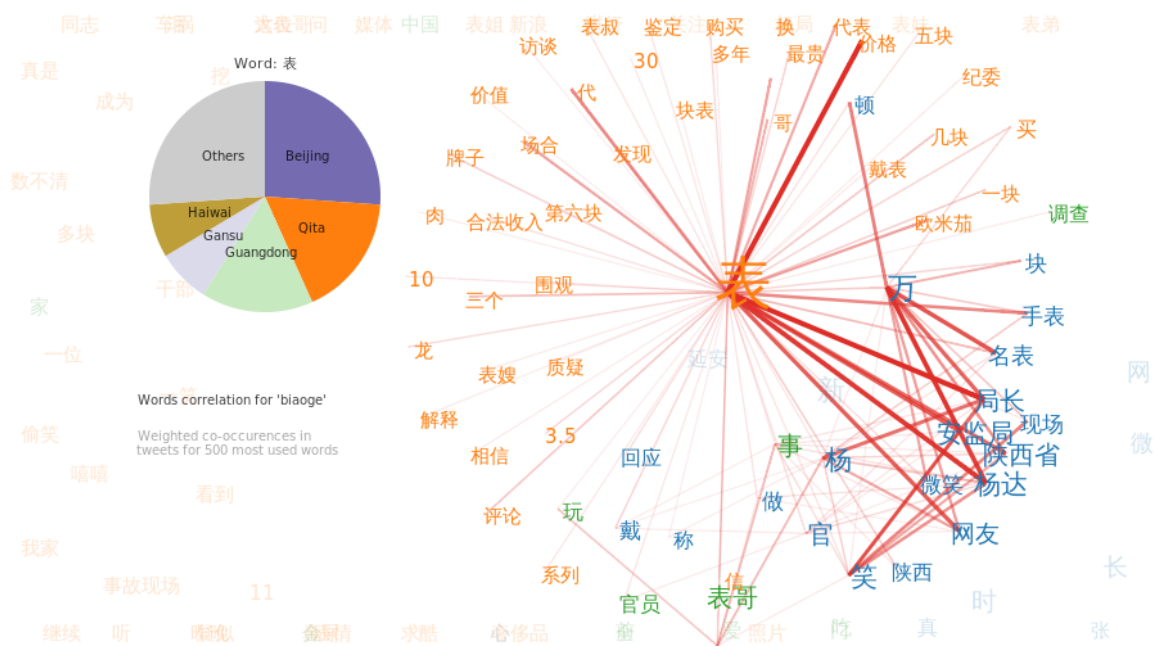 同志
媒体
中国
表姐
新浪
表叔
鉴定
购买
换
代表
表妹
表弟
访谈
多年
最贵
价格
五块
30
Word: 表
真是
挖
成为
价值
代
块表
哥
顿
纪委
几块
买
牌子
场合
发现
戴表
一块
数不清
Others
Beijing
Haiwai
Qita
Gansu
Guangdong
肉
合法收入
第六块
欧米茄
调查
多块
干部
10
三个
围观
表
万
块
家
手表
一位
龙
表嫂
质疑
延安
新
名表
网
Words correlation for 'biaoge'
局长
解释
安监局
现场
Weighted co-occurences in
tweets for 500 most used words
偷笑
3.5
事
微
相信
回应
杨
陕西省
嘻嘻
看到
微笑
杨达
做
评论
玩
戴
称
官
网友
我家
系列
笑
陕西
长
事故现场
11
信
官员
表哥
时
继续
听
求酷
爱
照片
真
张